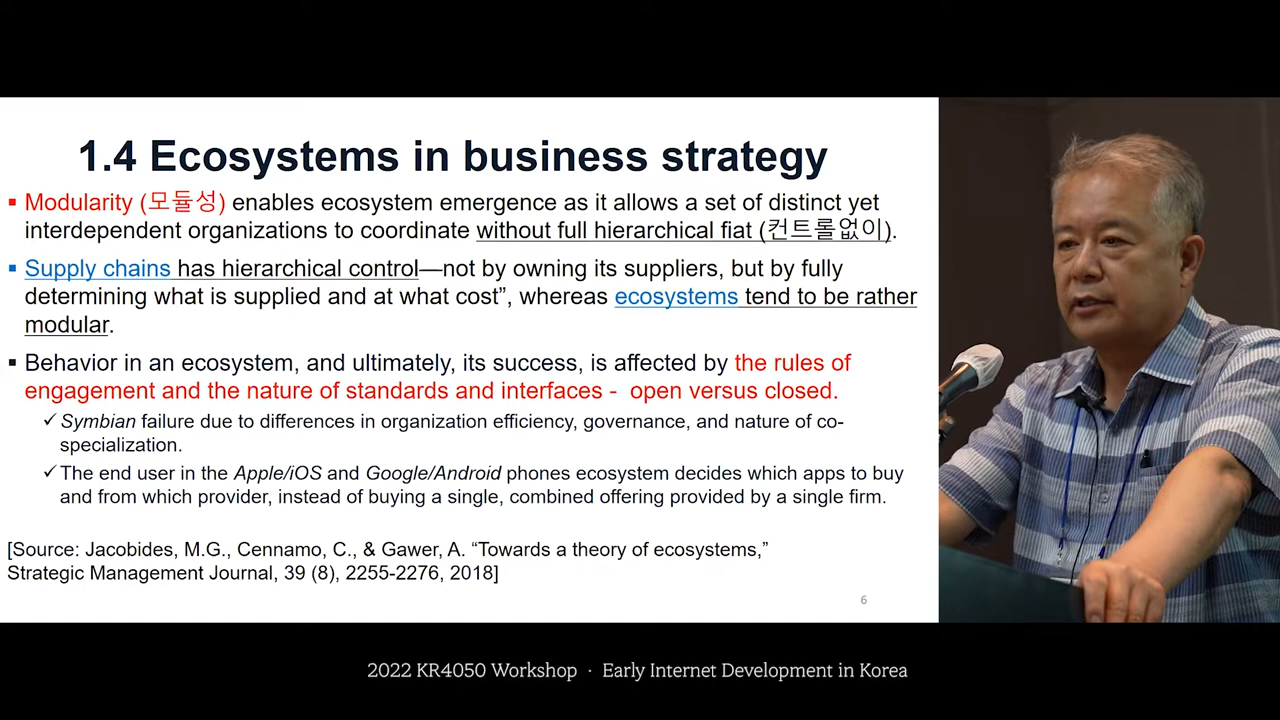 1.4 Ecosystems in business strategy
▪ Modularity (모듈성) enables ecosystem emergence as it allows a set of distinct yet
interdependent organizations to coordinate without full hierarchical fiat (컨트롤없이).
▪ Supply chains has hierarchical control—not by owning its suppliers, but by fully
determining what is supplied and at what cost”, whereas ecosystems tend to be rather
modular.
▪ Behavior in an ecosystem, and ultimately, its success, is affected by the rules of
engagement and the nature of standards and interfaces - open versus closed.
✓ Symbian failure due to differences in organization efficiency, governance, and nature of co-
specialization.
✓ The end user in the Apple/iOS and Google/Android phones ecosystem decides which apps to buy
and from which provider, instead of buying a single, combined offering provided by a single firm.
[Source: Jacobides, M.G., Cennamo, C., & Gawer, A. “Towards a theory of ecosystems,”
Strategic Management Journal, 39 (8), 2255-2276, 2018]
6
2022 KR4050 Workshop · Early Internet Development in Korea